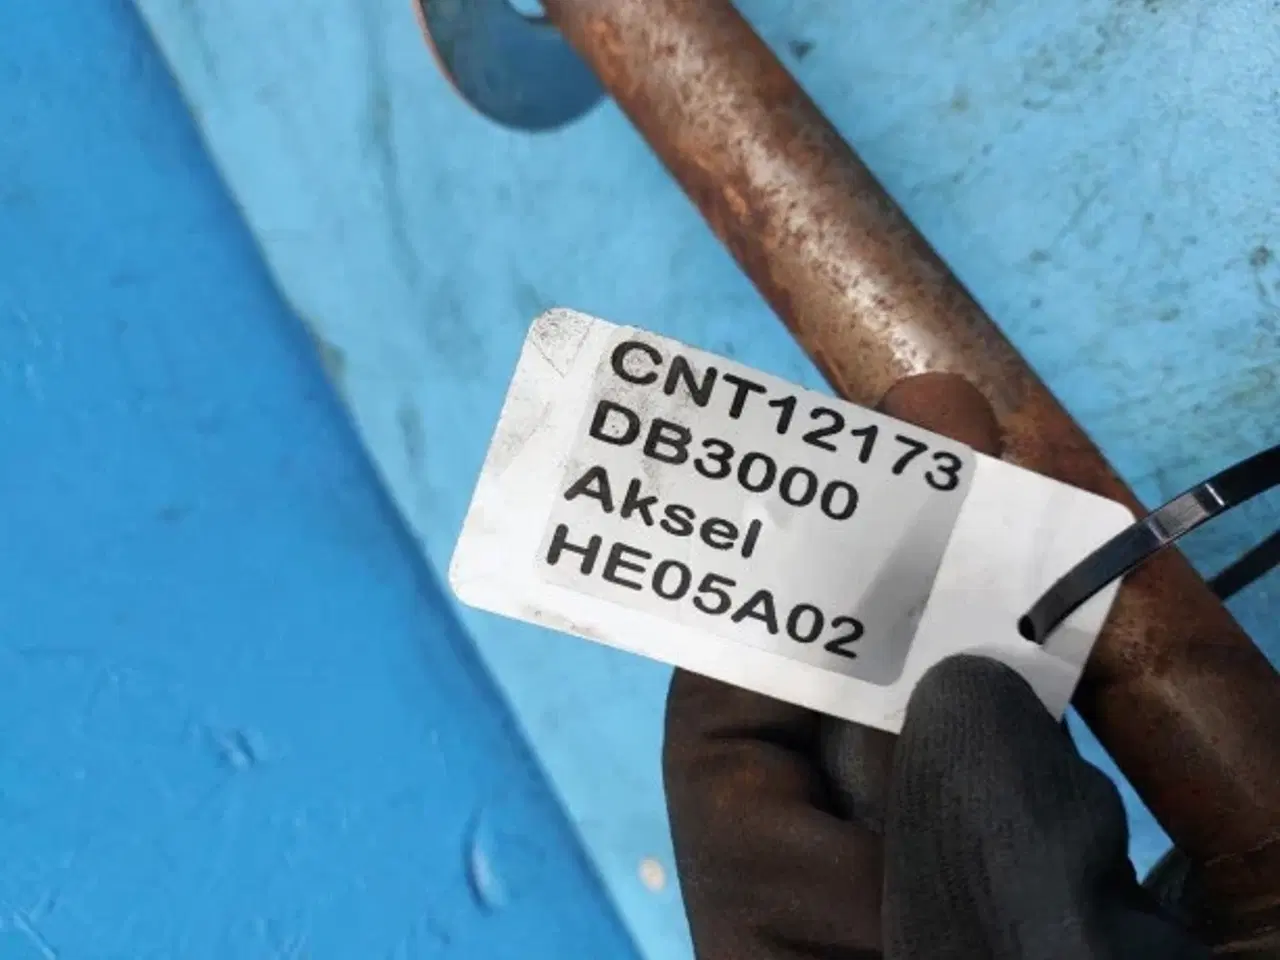 CNT12173
DB3000
Aksel
HE05A02